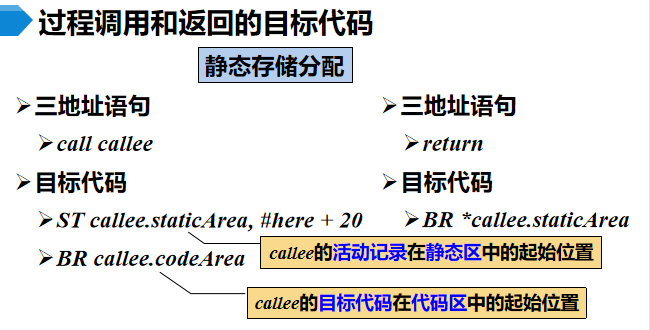 过程调用和返回的目标代码
静态存储分配
➢三地址语句
➢call callee
➢目标代码
➢ST callee.staticArea, #here + 20
➢BR callee.codeArea
➢三地址语句
➢return
➢目标代码
➢BR *callee.staticArea
callee的活动记录在静态区中的起始位置
callee的目标代码在代码区中的起始位置